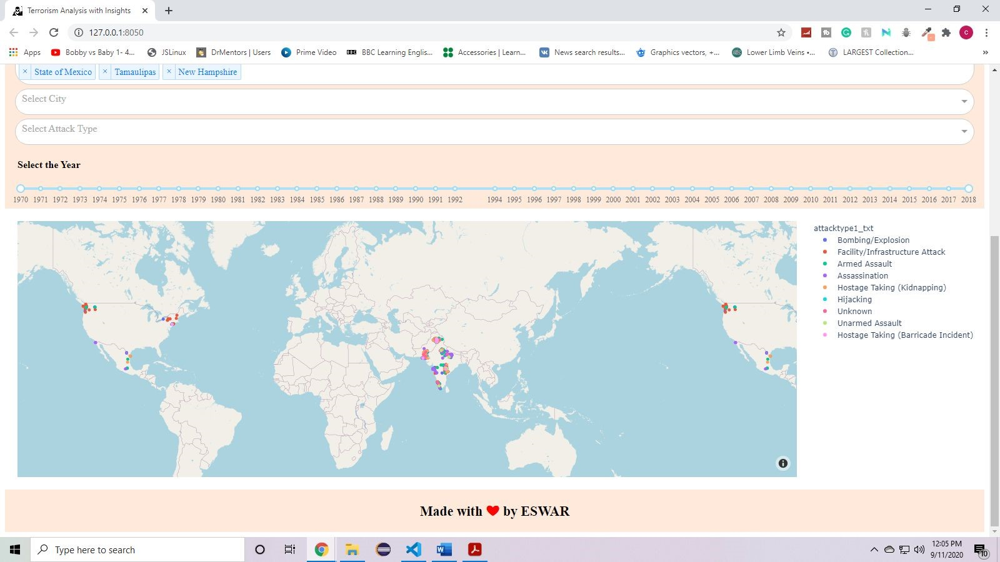 Terrorism Analysis with Insights
127.0.0.1:8050
Apps Bobby vs Baby 1- 4... JSLinux DrMentors | Users Prime Video BBC BBC Learning Englis... Accessories | Learn... News search results... Graphics vectors, +... Lower Limb Veins •... LARGEST Collection... »
× State of Mexico × Tamaulipas × New Hampshire
Select City
Select Attack Type
Select the Year
1970 1971 1972 1973 1974 1975 1976 1977 1978 1979 1980 1981 1982 1983 1984 1985 1986 1987 1988 1989 1990 1991 1992 1994 1995 1996 1997 1998 1999 2000 2001 2002 2003 2004 2005 2006 2007 2008 2009 2010 2011 2012 2013 2014 2015 2016 2017 2018
attacktype1_txt
Bombing/Explosion
Facility/Infrastructure Attack
Armed Assault
Assassination
Hostage Taking (Kidnapping)
Hijacking
Unknown
Unarmed Assault
Hostage Taking (Barricade Incident)
Made with ❤ by ESWAR
Type here to search
12:05 PM
9/11/2020
10